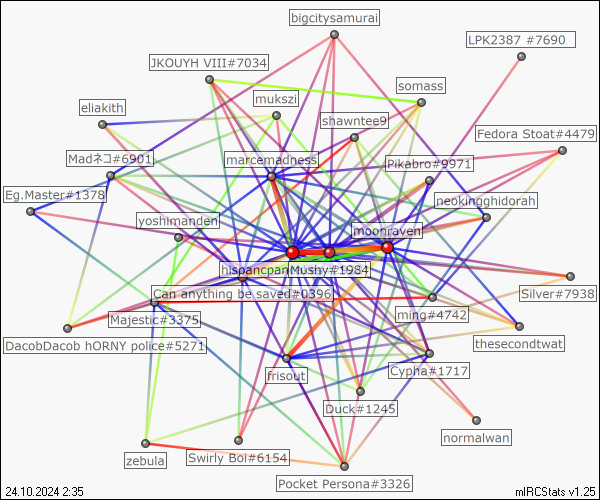 bigcitysamurai
LPK2387 #7690
JKOUYH VIII#7034
somass
mukszi
eliakith
shawntee9
Fedora Stoat#4479
Madネコ#6901
marcemadness
Pikabro#9971
Eg.Master#1378
neokingghidorah
yoshimanden
moonraven
hispancpan
Mushy#1984
Can anything be saved#0396
Silver#7938
Majestic#3375
ming#4742
DacobDacob hORNY police#5271
thesecondtwat
frisout
Cypha#1717
Duck#1245
normalwan
zebula
Swirly Boi#6154
Pocket Persona#3326
24.10.2024 2:35
mIRCStats v1.25